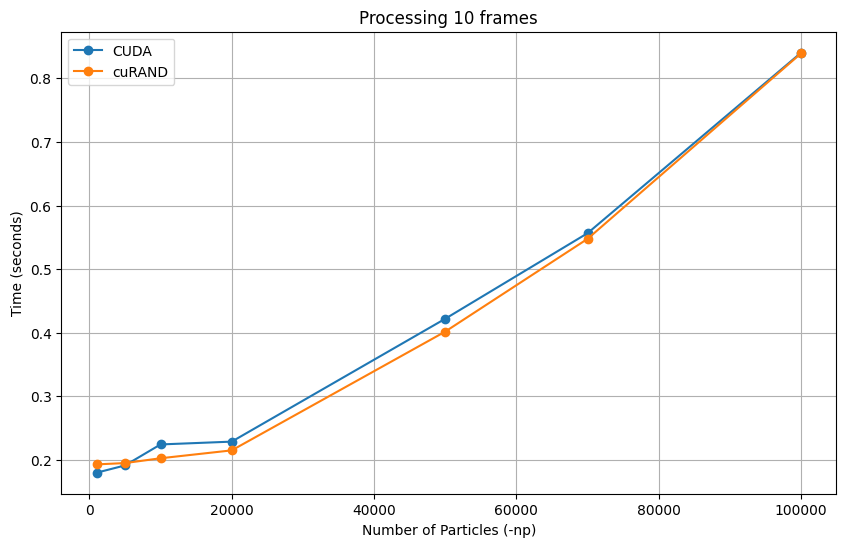 Processing 10 frames
CUDA
cuRAND
Time (seconds)
0.8
0.7
0.6
0.5
0.4
0.3
0.2
0
20000
40000
60000
80000
100000
Number of Particles (-np)